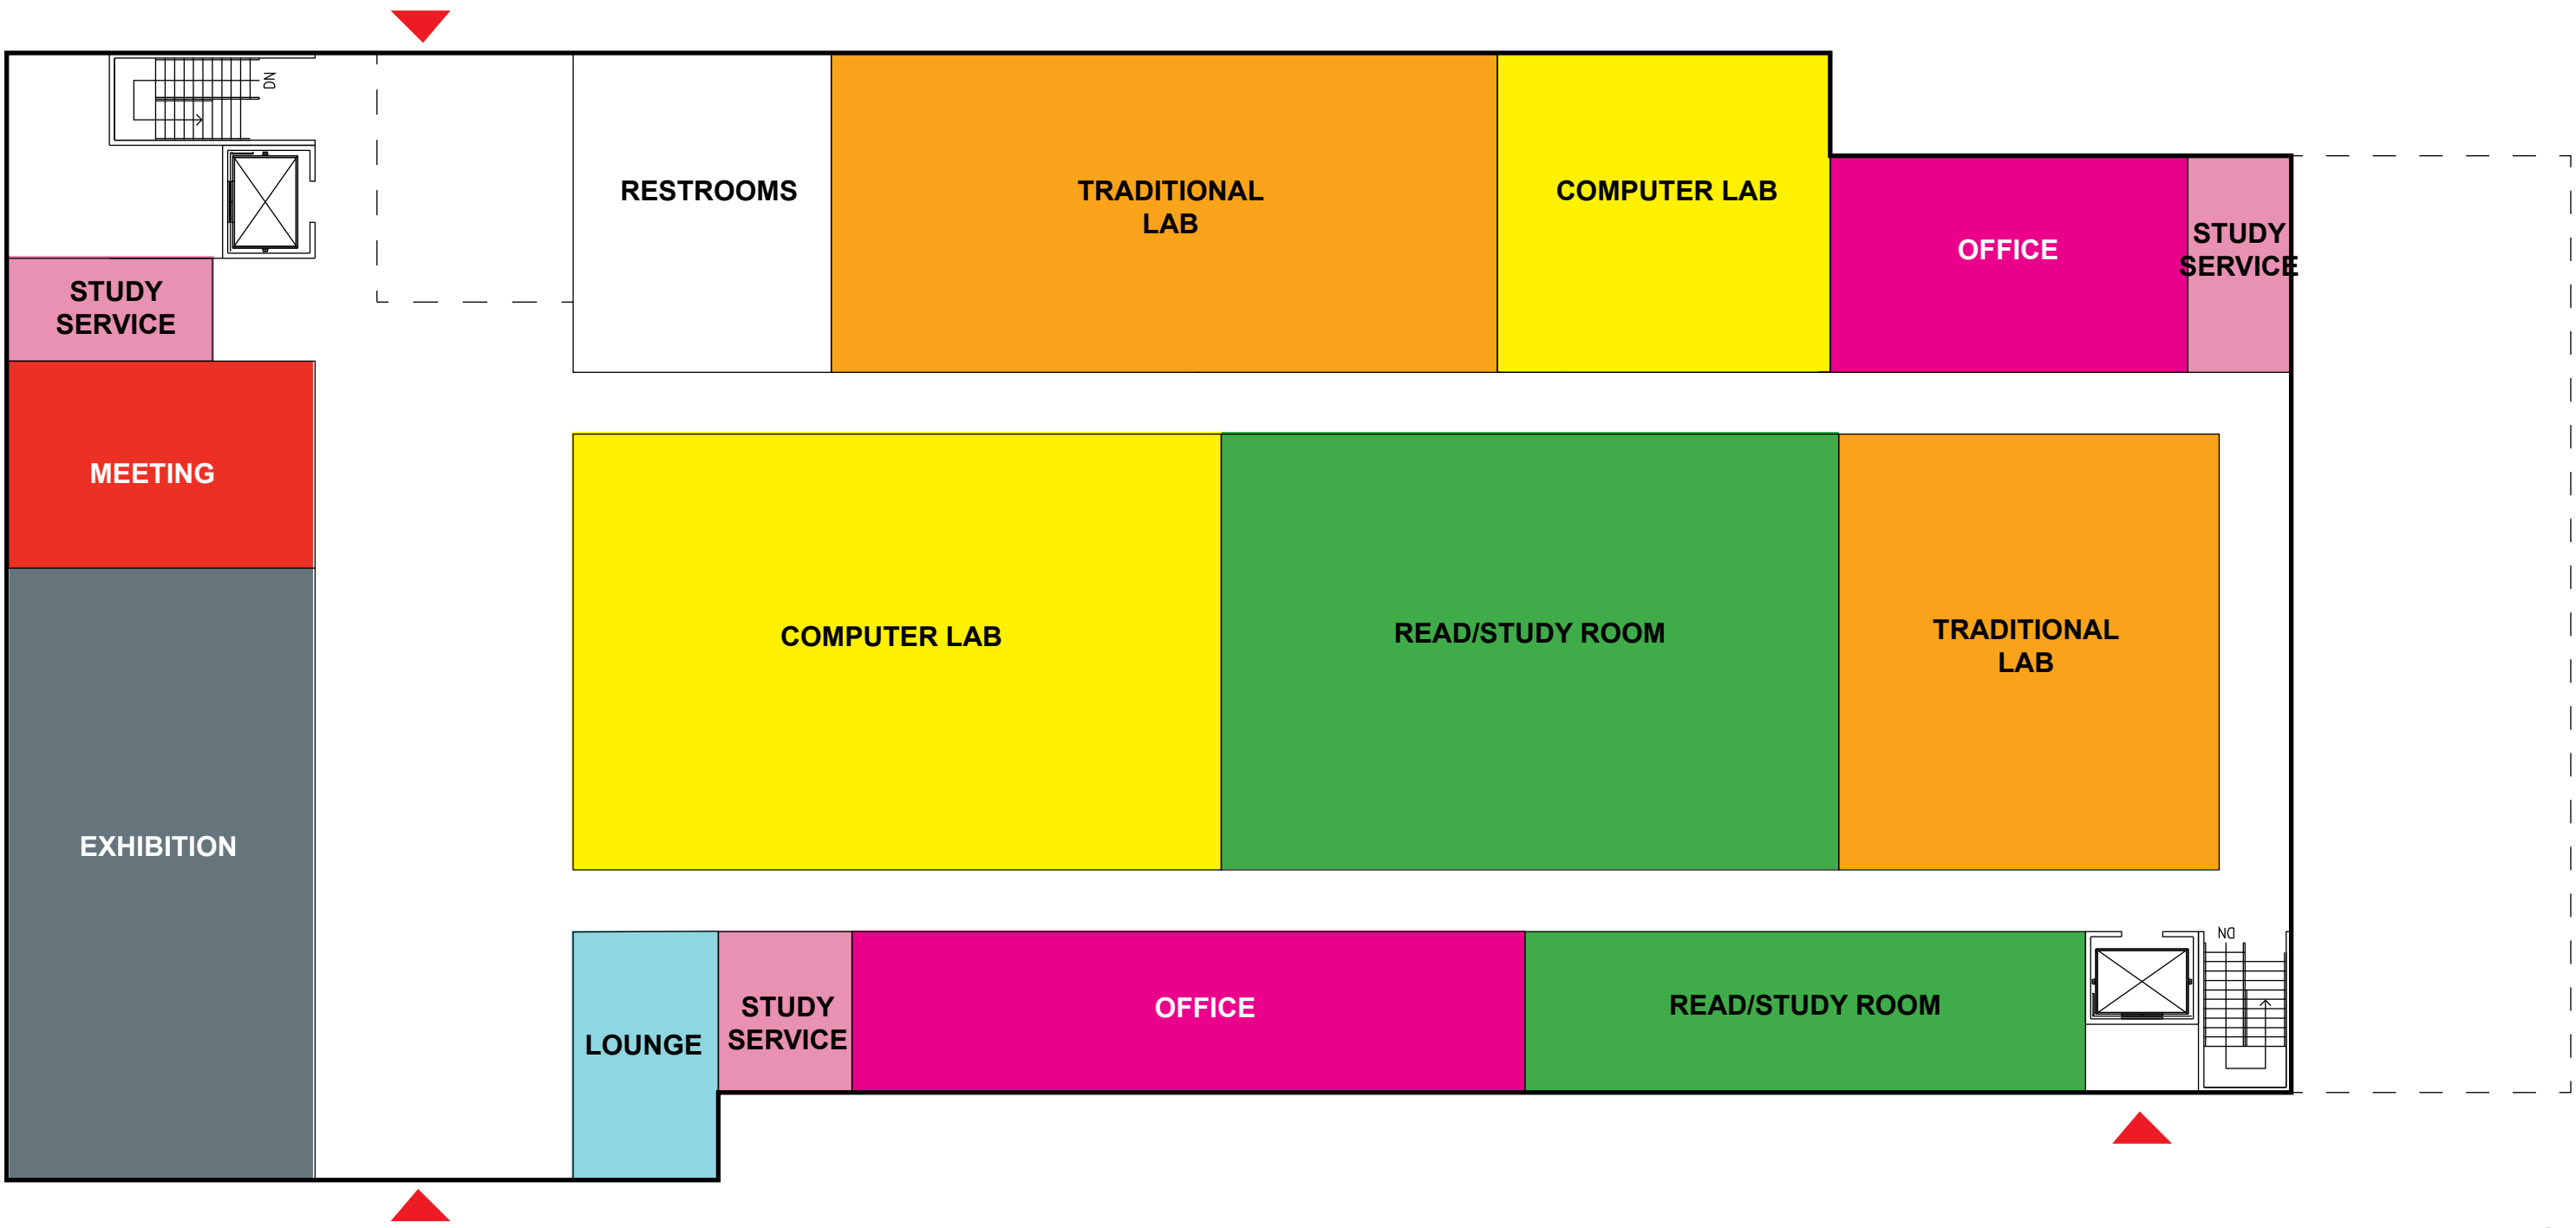 DN
RESTROOMS
TRADITIONAL
LAB
COMPUTER LAB
OFFICE
STUDY
SERVICE
STUDY
SERVICE
MEETING
COMPUTER LAB
READ/STUDY ROOM
TRADITIONAL
LAB
EXHIBITION
LOUNGE
STUDY
SERVICE
OFFICE
READ/STUDY ROOM
DN